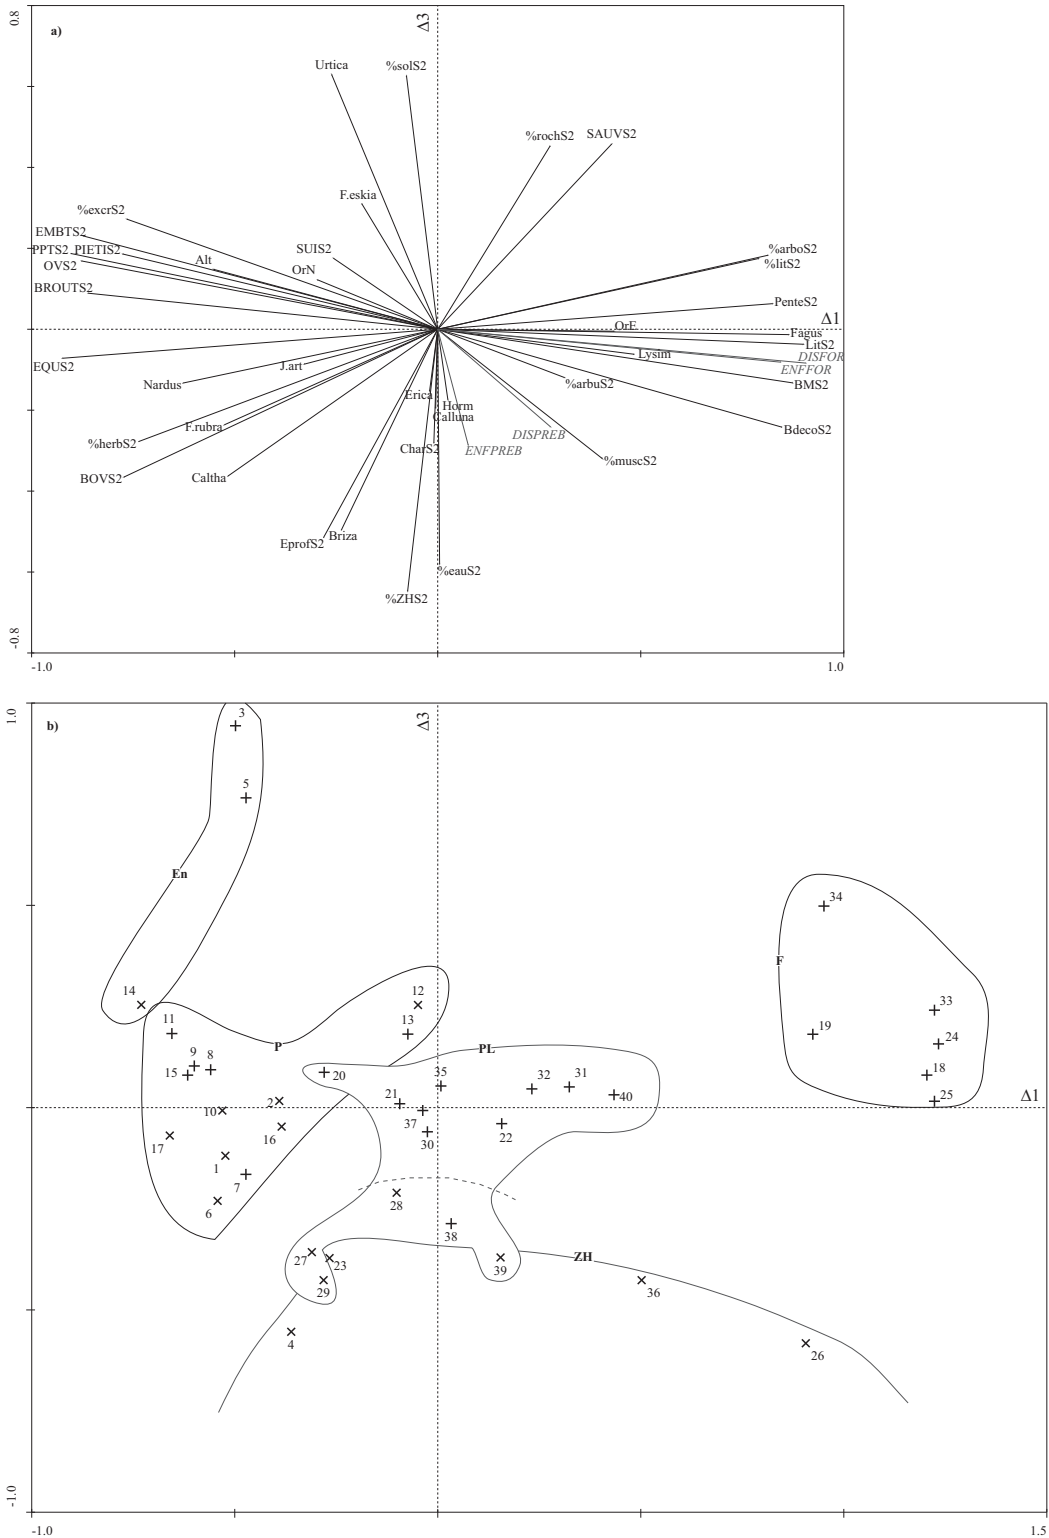 0.8
a)
Δ3
Urtica
%solS2
%rochS2
SAUVS2
F.eskia
%excrS2
EMBTS2
PPTS2 PIETIS2
OVS2
Alt
SUIS2
OrN
BROUTS2
%arboS2
%litS2
PenteS2
Δ1
OrE
Fagus
LitS2
Lysim
DISFOR
ENFFOR
EQUS2
J.art
Nardus
%arbuS2
BMS2
Erica
Horm
Calluna
F.rubra
DISPREB
BdecoS2
%herbS2
CharS2
ENFPREB
%muscS2
BOVS2
Caltha
EprofS2
Briza
%eauS2
%ZHS2
-0.8
-1.0
1.0
1.0
b)
Δ3
3
5
En
34
F
14
12
11
13
33
19
P
PL
24
9
8
15
20
35
32
31
18
2
21
40
25
Δ1
10
37
17
16
30
22
1
7
6
28
38
27
23
39
ZH
29
36
4
26
-1.0
-1.0
1.5